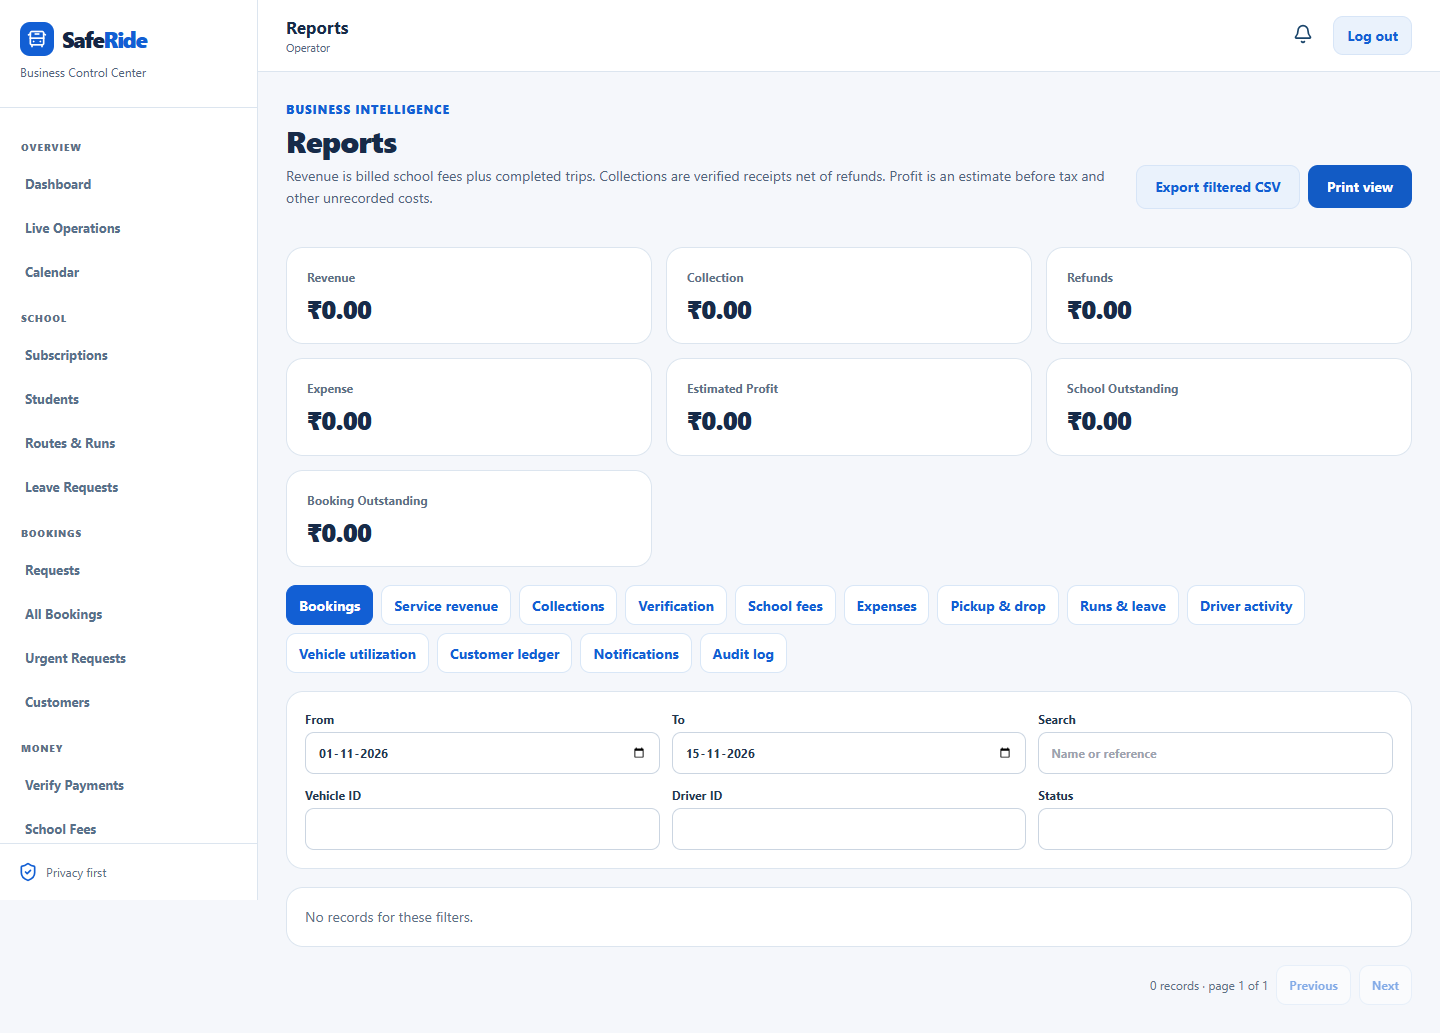 SafeRide
Business Control Center
OVERVIEW
Dashboard
Live Operations
Calendar
SCHOOL
Subscriptions
Students
Routes & Runs
Leave Requests
BOOKINGS
Requests
All Bookings
Urgent Requests
Customers
MONEY
Verify Payments
School Fees
Privacy first
Reports
Operator
Log out
BUSINESS INTELLIGENCE
Reports
Revenue is billed school fees plus completed trips. Collections are verified receipts net of refunds. Profit is an estimate before tax and
other unrecorded costs.
Export filtered CSV
Print view
Revenue
₹0.00
Collection
₹0.00
Refunds
₹0.00
Expense
₹0.00
Estimated Profit
₹0.00
School Outstanding
₹0.00
Booking Outstanding
₹0.00
Bookings
Service revenue
Collections
Verification
School fees
Expenses
Pickup & drop
Runs & leave
Driver activity
Vehicle utilization
Customer ledger
Notifications
Audit log
From
01-11-2026
To
15-11-2026
Search
Name or reference
Vehicle ID
Driver ID
Status
No records for these filters.
0 records · page 1 of 1
Previous
Next